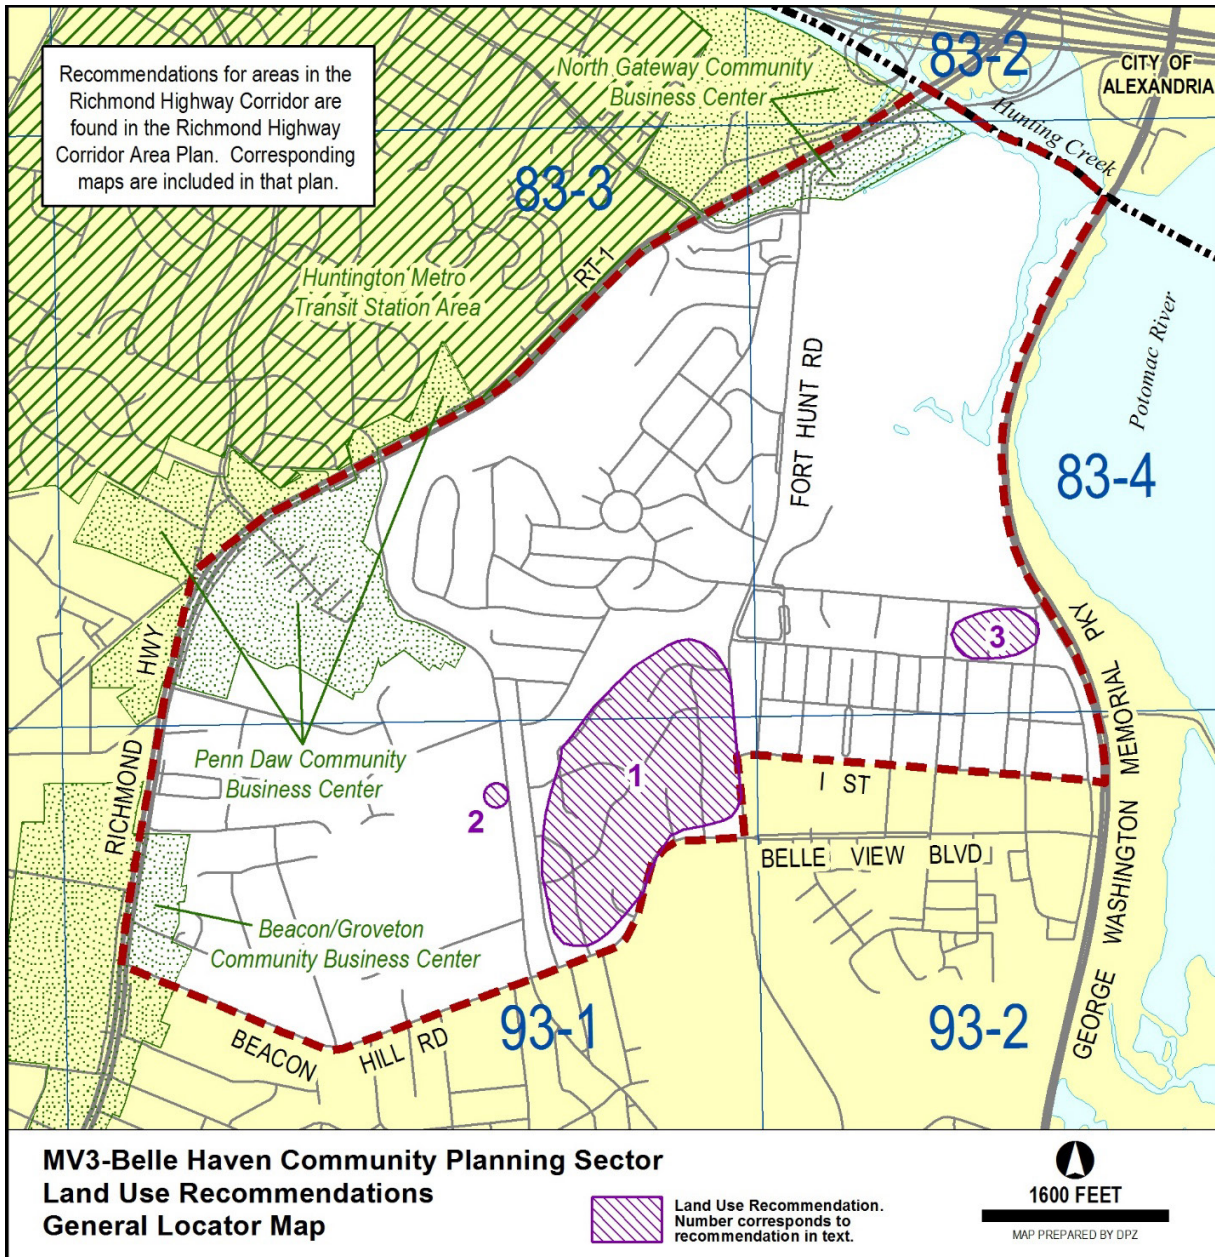 Recommendations for areas in the
Richmond Highway Corridor are
found in the Richmond Highway
Corridor Area Plan. Corresponding
maps are included in that plan.
North Gateway Community
Business Center
83-2
CITY OF
ALEXANDRIA
Hunting Creek
83-3
RT-1
Huntington Metro
Transit Station Area
Potomac River
FORT HUNT RD
83-4
RICHMOND HWY
3
Penn Daw Community
Business Center
1
2
I ST
BELLE VIEW BLVD
GEORGE WASHINGTON MEMORIAL PKY
Beacon/Groveton
Community Business Center
BEACON HILL RD
93-1
93-2
MV3-Belle Haven Community Planning Sector
Land Use Recommendations
General Locator Map
Land Use Recommendation.
Number corresponds to
recommendation in text.
1600 FEET
MAP PREPARED BY DPZ